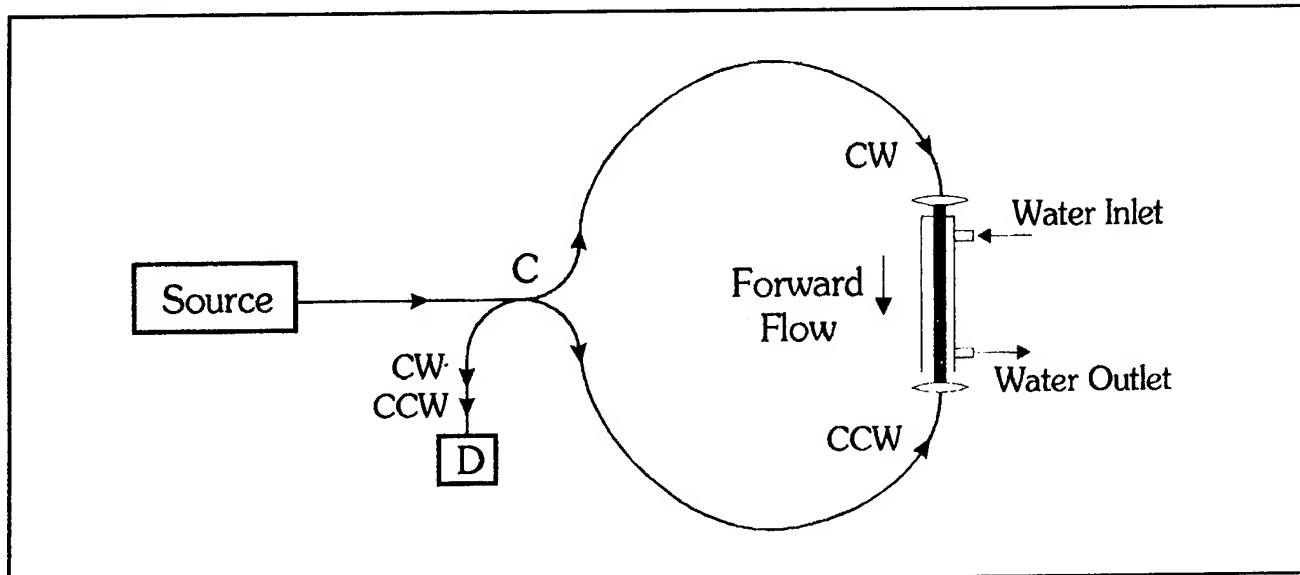 CW
Water Inlet
C
Source
Forward
Flow
CW
CCW
Water Outlet
CCW
D